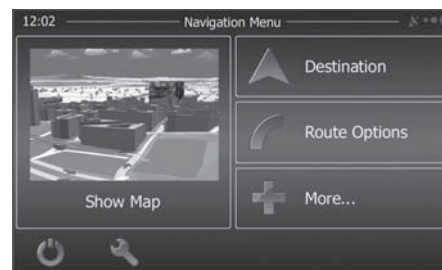 12:02 Navigation Menu
Destination
Route Options
Show Map
More...